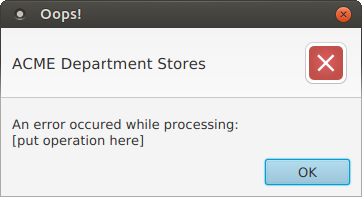 Oops!
ACME Department Stores
An error occured while processing:
[put operation here]
OK